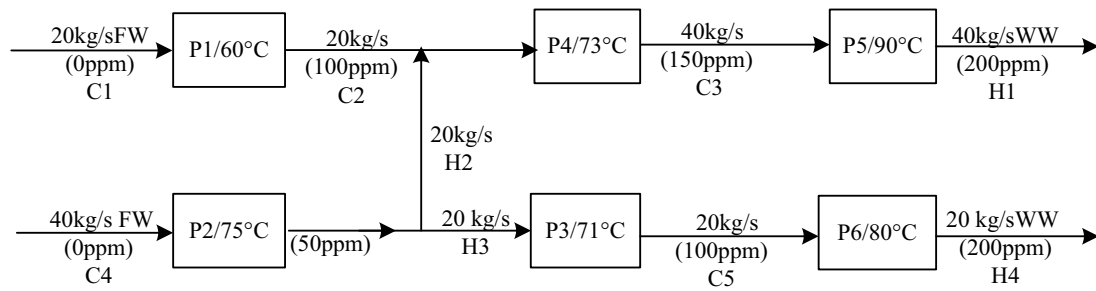 20kg/sFW
(0ppm)
C1
P1/60°C
20kg/s
(100ppm)
C2
P4/73°C
40kg/s
(150ppm)
C3
P5/90°C
40kg/sWW
(200ppm)
H1
20kg/s
H2
40kg/s FW
(0ppm)
C4
P2/75°C
(50ppm)
20 kg/s
H3
P3/71°C
20kg/s
(100ppm)
C5
P6/80°C
20 kg/sWW
(200ppm)
H4